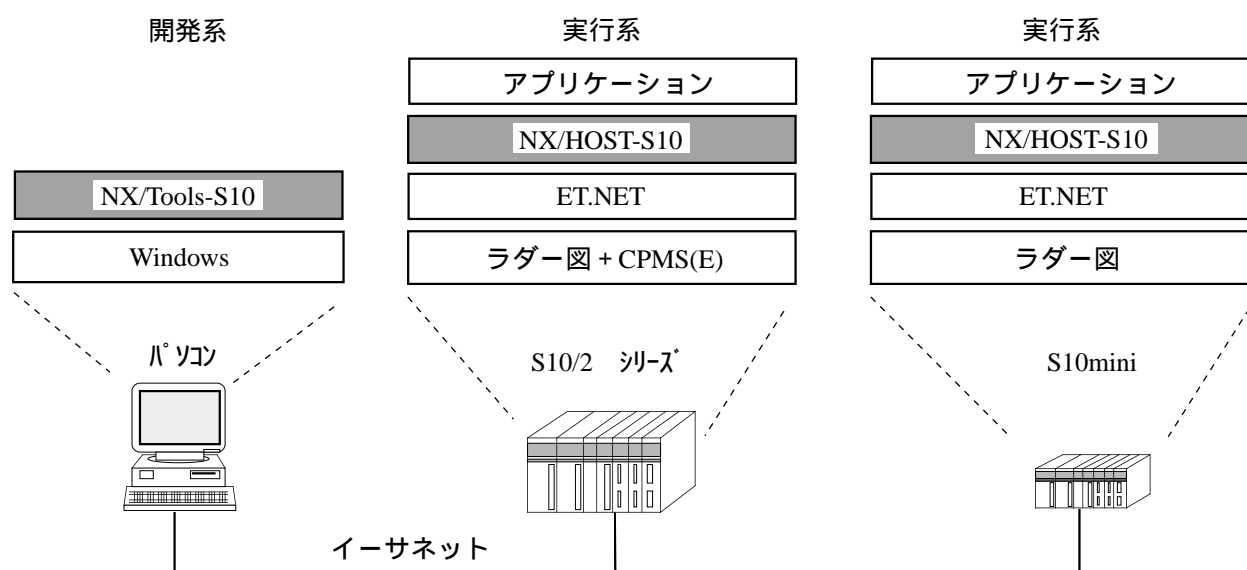 開発系
実行系
実行系
アプリケーション
アプリケーション
NX/HOST-S10
NX/HOST-S10
NX/Tools-S10
ET.NET
ET.NET
Windows
ラダー図 + CPMS(E)
ラダー図
ﾊﾟｿｺﾝ
S10/2 ｼﾘｰｽﾞ
S10mini
イーサネット